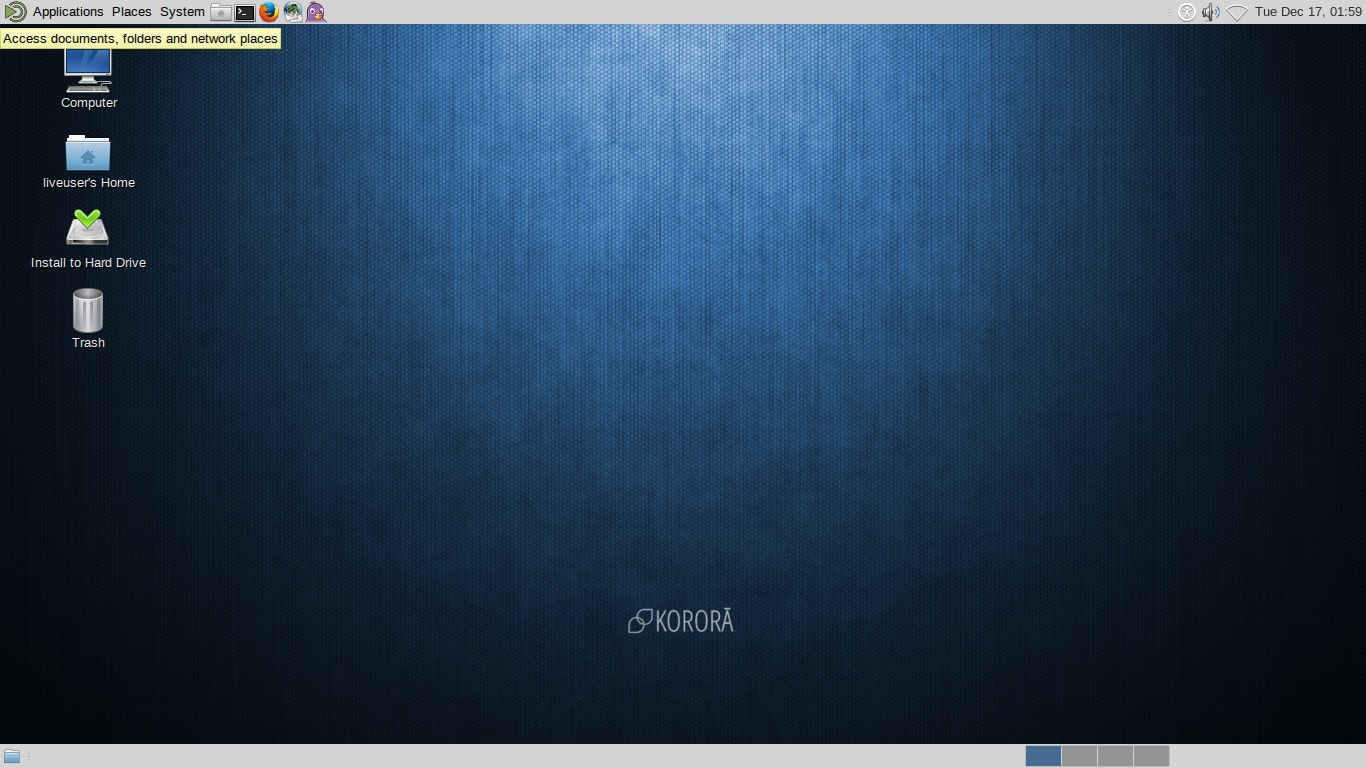 Applications Places System
Tue Dec 17, 01:59
Access documents, folders and network places
Computer
liveuser's Home
Install to Hard Drive
Trash
KORORĀ